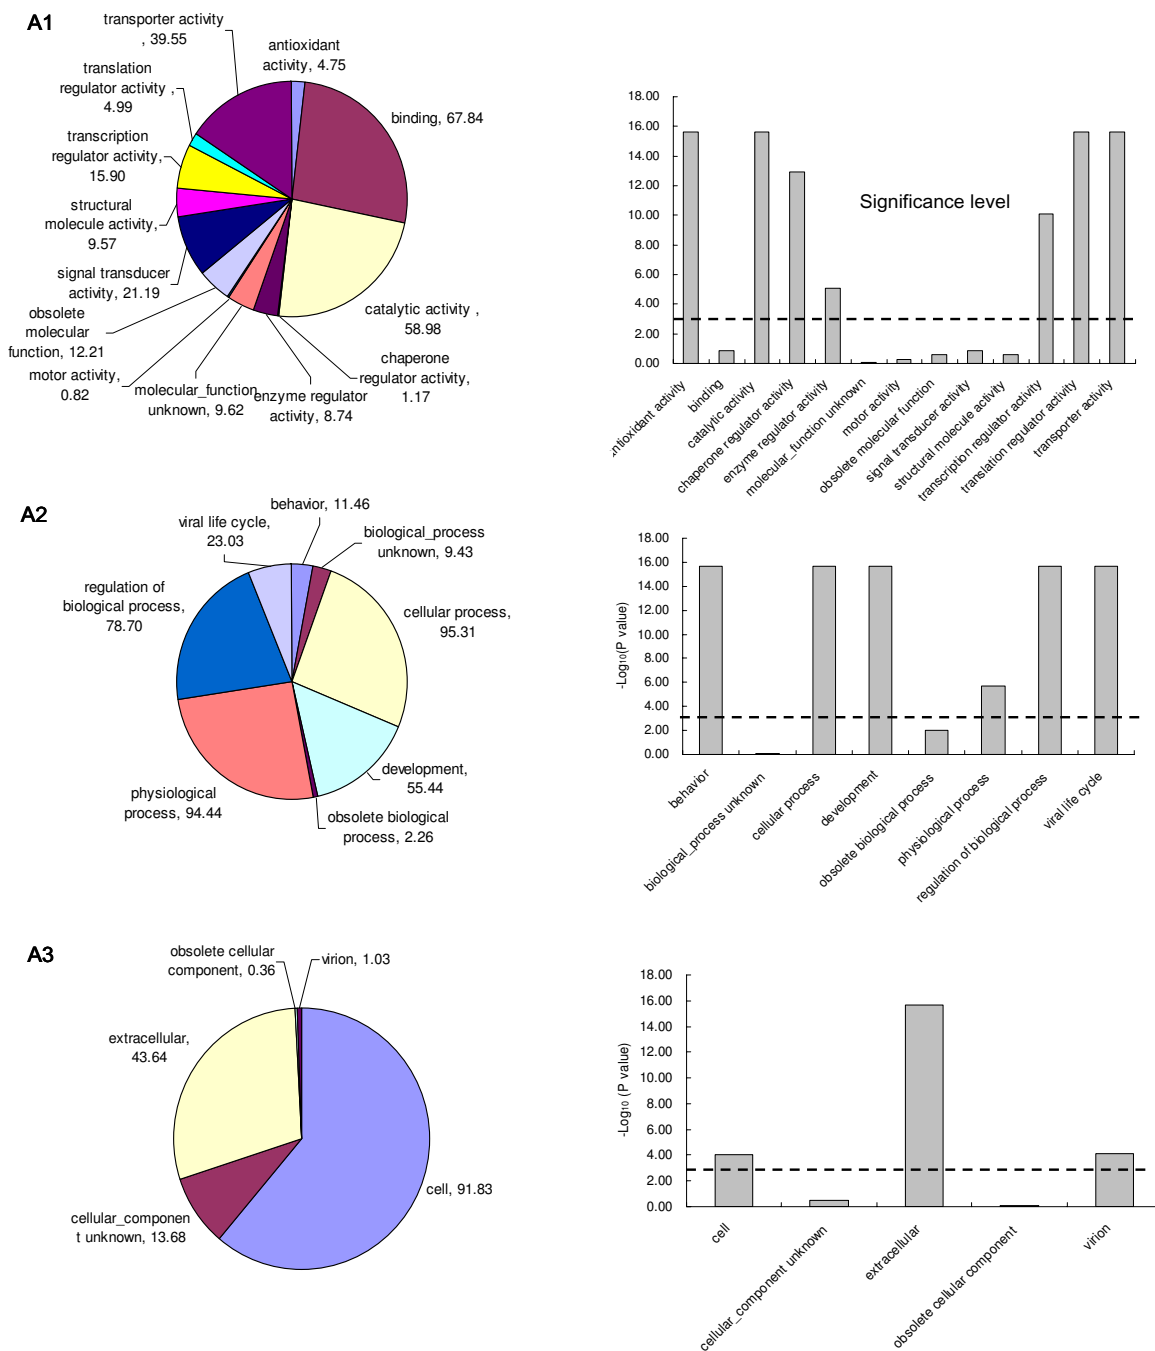 A1
transporter activity
, 39.55
antioxidant
activity, 4.75
translation
regulator activity ,
4.99
binding, 67.84
transcription
regulator activity,
15.90
structural
molecule activity,
9.57
signal transducer
activity, 21.19
catalytic activity ,
58.98
obsolete
molecular
function, 12.21
chaperone
regulator activity,
1.17
motor activity,
0.82
molecular_function
unknown, 9.62
enzyme regulator
activity, 8.74
18.00
16.00
14.00
12.00
10.00
8.00
6.00
4.00
2.00
0.00
Significance level
ntioxidant activity
binding
catalytic activity
chaperone regulator activity
enzyme regulator activity
molecular_function unknown
motor activity
obsolete molecular function
signal transducer activity
structural molecule activity
transcription regulator activity
translation regulator activity
transporter activity
A2
behavior, 11.46
viral life cycle,
23.03
biological_process
unknown, 9.43
regulation of
biological process,
78.70
cellular process,
95.31
development,
55.44
physiological
process, 94.44
obsolete biological
process, 2.26
18.00
16.00
14.00
12.00
10.00
8.00
6.00
4.00
2.00
0.00
-Log10(P value)
behavior
biological_process unknown
cellular process
development
obsolete biological process
physiological process
regulation of biological process
viral life cycle
A3
obsolete cellular
component, 0.36
virion, 1.03
extracellular,
43.64
cell, 91.83
cellular_componen
t unknown, 13.68
18.00
16.00
14.00
12.00
10.00
8.00
6.00
4.00
2.00
0.00
-Log10 (P value)
cell
cellular_component unknown
extracellular
obsolete cellular component
virion